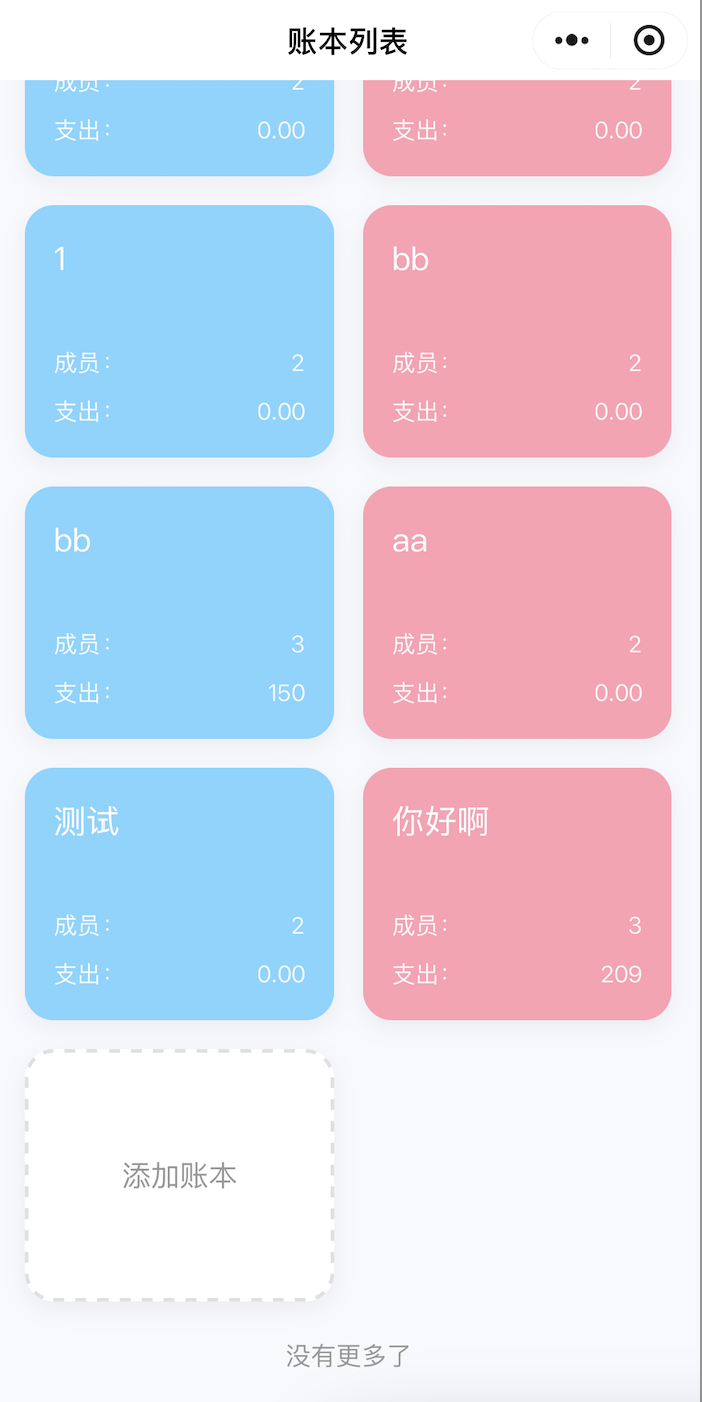 账本列表
成员： 2
成员： 2
支出： 0.00
支出： 0.00
1
bb
成员： 2
成员： 2
支出： 0.00
支出： 0.00
bb
aa
成员： 3
成员： 2
支出： 150
支出： 0.00
测试
你好啊
成员： 2
成员： 3
支出： 0.00
支出： 209
添加账本
没有更多了